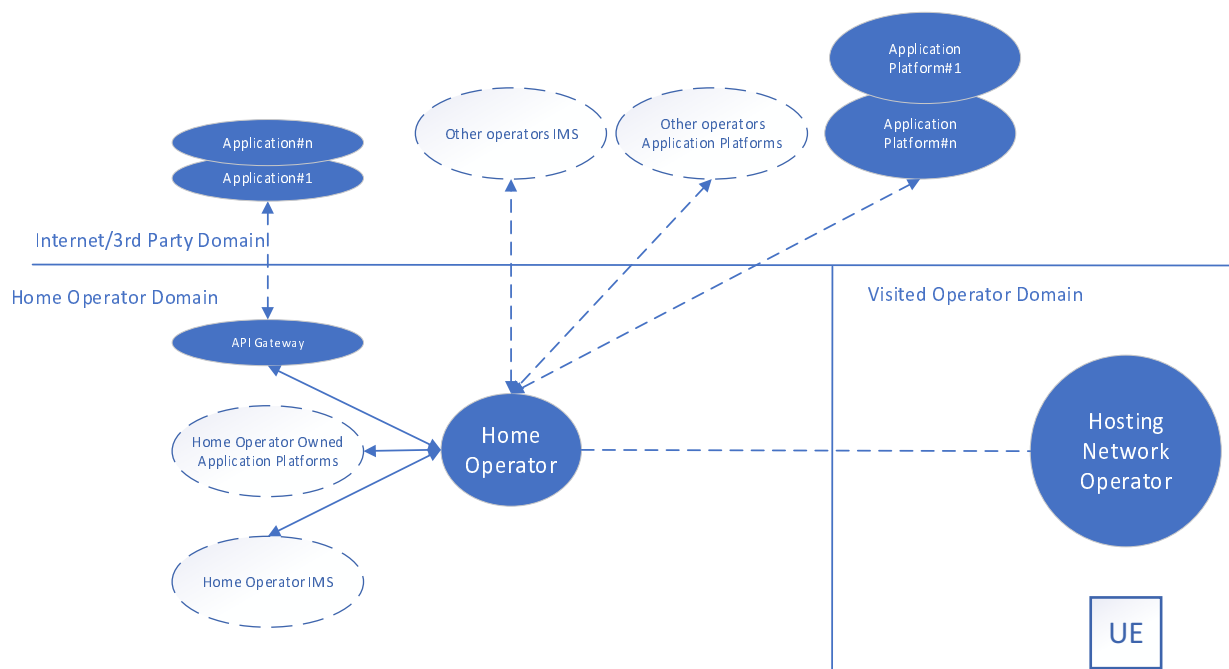 Application
Platform#1
Application
Platform#n
Other operators IMS
Other operators
Application Platforms
Application#n
Application#1
Internet/3rd Party Domain
Home Operator Domain
Visited Operator Domain
API Gateway
Home Operator Owned
Application Platforms
Home Operator IMS
Home
Operator
Hosting
Network
Operator
UE